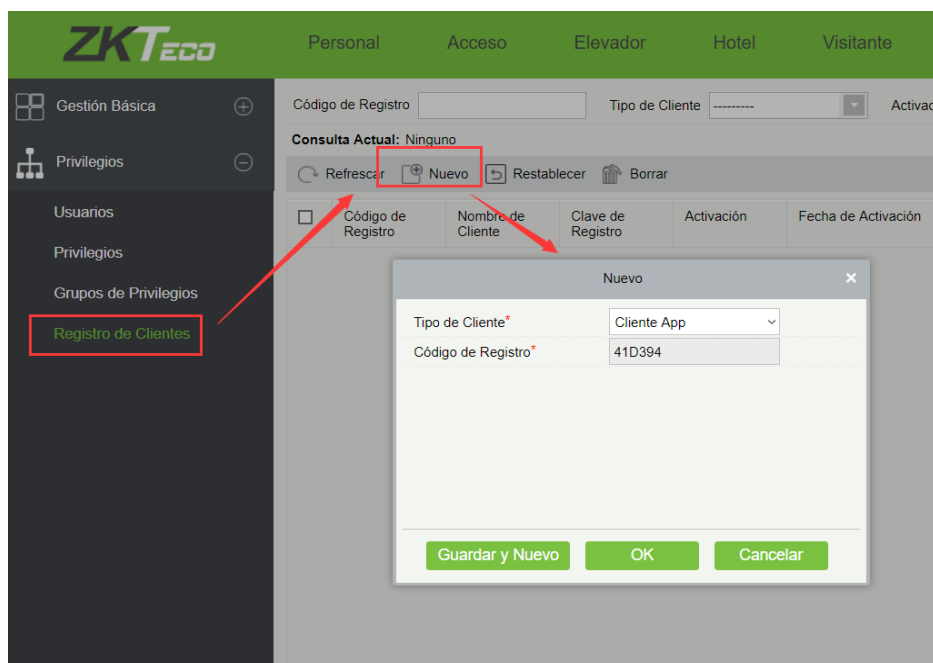 ZKTECO
Personal Acceso Elevador Hotel Visitante
Gestión Básica
Privilegios
Usuarios
Privilegios
Grupos de Privilegios
Registro de Clientes
Código de Registro Tipo de Cliente ---------
Consulta Actual: Ninguno
Refrescar Nuevo Restablecer Borrar
Código de Registro Nombre de Cliente Clave de Registro Activación Fecha de Activación
Nuevo
Tipo de Cliente* Cliente App
Código de Registro* 41D394
Guardar y Nuevo OK Cancelar